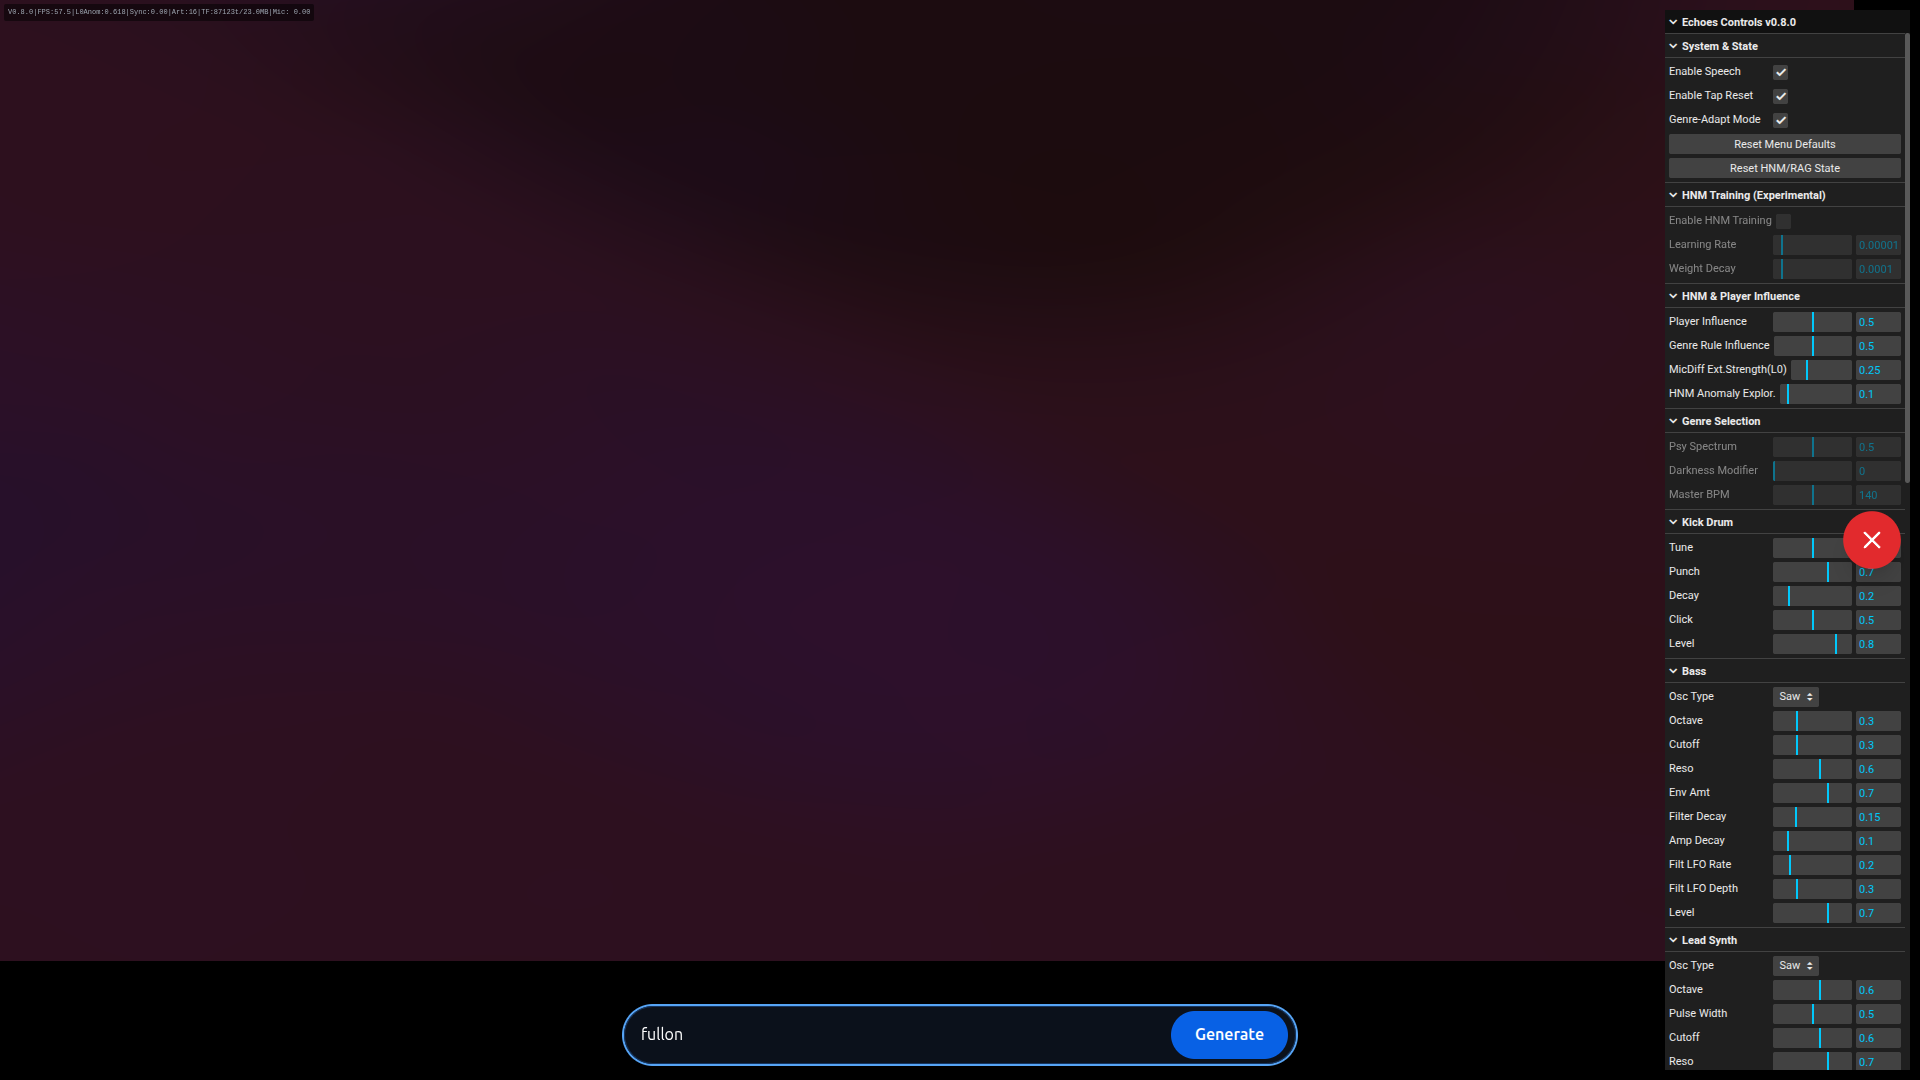 V0.8.0|FPS:57.5|L0Anom:0.610|Sync:0.00|Art:16|TF:87123t/23.0MB|Mic: 0.00
Echoes Controls v0.8.0
System & State
Enable Speech
Enable Tap Reset
Genre-Adapt Mode
Reset Menu Defaults
Reset HNM/RAG State
HNM Training (Experimental)
Enable HNM Training
Learning Rate 0.00001
Weight Decay 0.0001
HNM & Player Influence
Player Influence 0.5
Genre Rule Influence 0.5
MicDiff Ext.Strength(L0) 0.25
HNM Anomaly Explor. 0.1
Genre Selection
Psy Spectrum 0.5
Darkness Modifier 0
Master BPM 140
Kick Drum
Tune
Punch 0.7
Decay 0.2
Click 0.5
Level 0.8
Bass
Osc Type Saw
Octave 0.3
Cutoff 0.3
Reso 0.6
Env Amt 0.7
Filter Decay 0.15
Amp Decay 0.1
Filt LFO Rate 0.2
Filt LFO Depth 0.3
Level 0.7
Lead Synth
Osc Type Saw
Octave 0.6
Pulse Width 0.5
Cutoff 0.6
Reso 0.7
fullon Generate